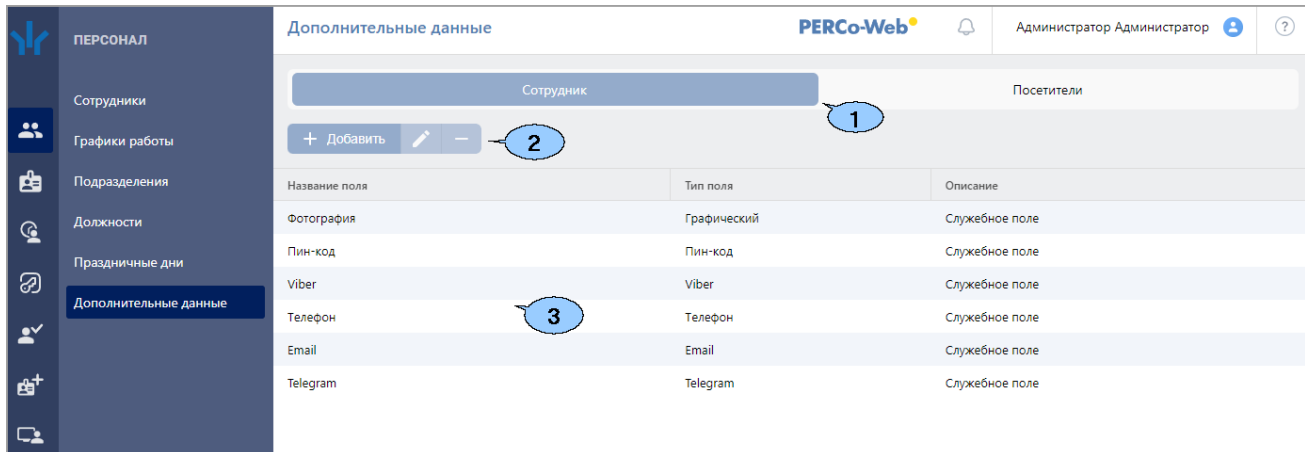 ПЕРСОНАЛ
Сотрудники
Графики работы
Подразделения
Должности
Праздничные дни
Дополнительные данные
Дополнительные данные PERCo-Web Администратор Администратор ?
Сотрудник Посетители
1
+ Добавить 2
Название поля Тип поля Описание
Фотография Графический Служебное поле
Пин-код Пин-код Служебное поле
Viber Viber Служебное поле
Телефон Телефон Служебное поле
3
Email Email Служебное поле
Telegram Telegram Служебное поле